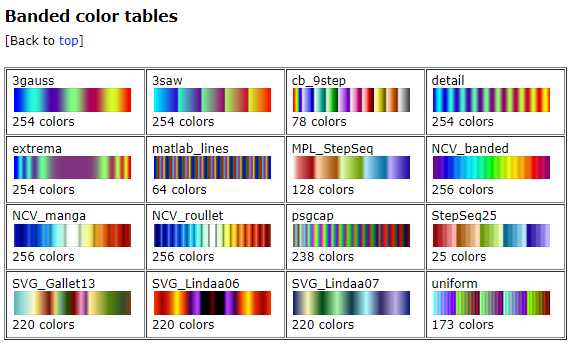 Banded color tables
[Back to top]
3gauss
254 colors
3saw
254 colors
cb_9step
78 colors
detail
254 colors
extrema
254 colors
matlab_lines
64 colors
MPL_StepSeq
128 colors
NCV_banded
256 colors
NCV_manga
256 colors
NCV_roullet
256 colors
psgcap
238 colors
StepSeq25
25 colors
SVG_Gallet13
220 colors
SVG_Lindaa06
220 colors
SVG_Lindaa07
220 colors
uniform
173 colors